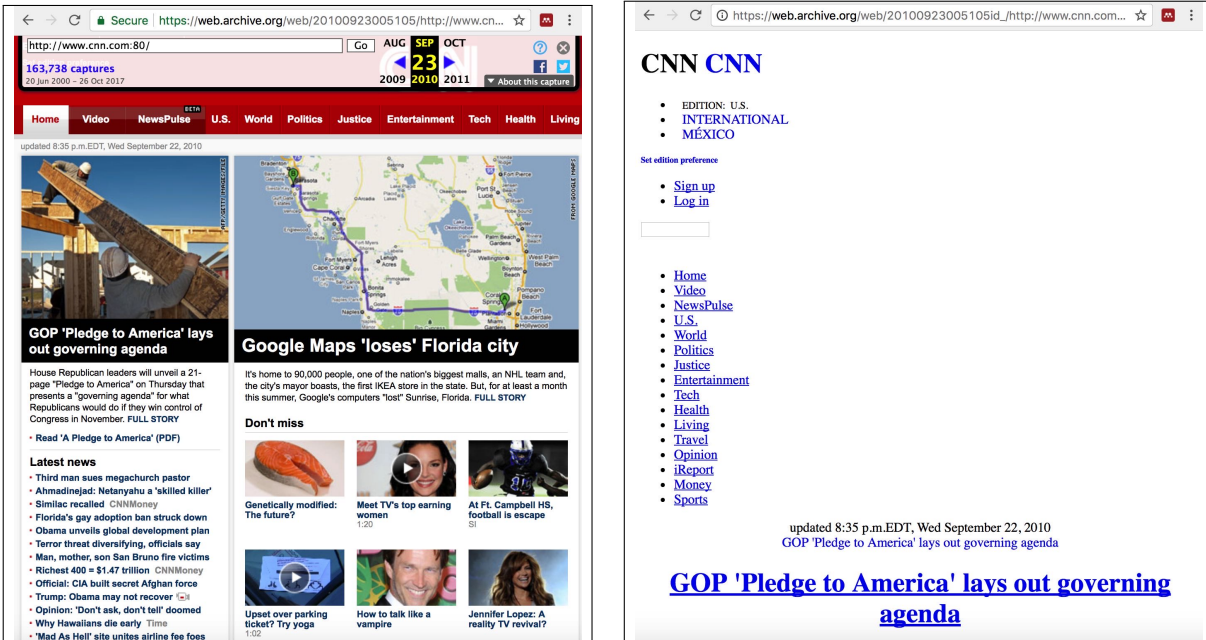 Secure https://web.archive.org/web/20100923005105/http://www.cn...
http://www.cnn.com:80/
Go
AUG SEP OCT
23
2009 2010 2011
163,738 captures
20 Jun 2000 - 26 Oct 2017
About this capture
BETA
Home Video NewsPulse U.S. World Politics Justice Entertainment Tech Health Living
updated 8:35 p.m.EDT, Wed September 22, 2010
GOP 'Pledge to America' lays
out governing agenda
House Republican leaders will unveil a 21-
page "Pledge to America" on Thursday that
presents a "governing agenda" for what
Republicans would do if they win control of
Congress in November. FULL STORY
• Read 'A Pledge to America' (PDF)
Latest news
• Third man sues megachurch pastor
• Ahmadinejad: Netanyahu a 'skilled killer'
• Similac recalled CNNMoney
• Florida's gay adoption ban struck down
• Obama unveils global development plan
• Terror threat diversifying, officials say
• Man, mother, son San Bruno fire victims
• Richest 400 = $1.47 trillion CNNMoney
• Official: CIA built secret Afghan force
• Trump: Obama may not recover
• Opinion: 'Don't ask, don't tell' doomed
• Why Hawaiians die early Time
• 'Mad As Hell' site unites airline fee foes
FROM GOOGLE MAPS
Google Maps 'loses' Florida city
It's home to 90,000 people, one of the nation's biggest malls, an NHL team and,
the city's mayor boasts, the first IKEA store in the state. But, for at least a month
this summer, Google's computers "lost" Sunrise, Florida. FULL STORY
Don't miss
Genetically modified:
The future?
Meet TV's top earning
women
1:20
At Ft. Campbell HS,
football is escape
SI
Upset over parking
ticket? Try yoga
1:02
How to talk like a
vampire
Jennifer Lopez: A
reality TV revival?
https://web.archive.org/web/20100923005105id_/http://www.cnn.com...
CNN CNN
• EDITION: U.S.
• INTERNATIONAL
• MÉXICO
Set edition preference
• Sign up
• Log in
• Home
• Video
• NewsPulse
• U.S.
• World
• Politics
• Justice
• Entertainment
• Tech
• Health
• Living
• Travel
• Opinion
• iReport
• Money
• Sports
updated 8:35 p.m.EDT, Wed September 22, 2010
GOP 'Pledge to America' lays out governing agenda
GOP 'Pledge to America' lays out governing
agenda